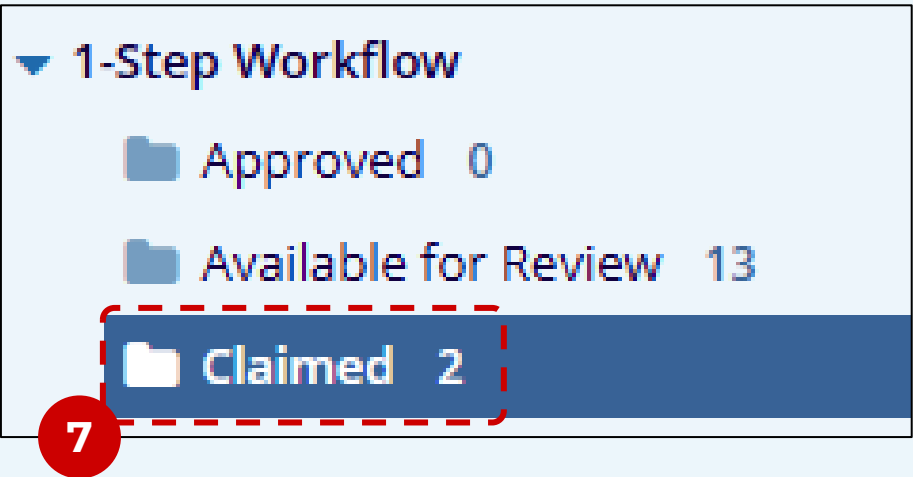 1-Step Workflow
Approved 0
Available for Review 13
Claimed 2
7